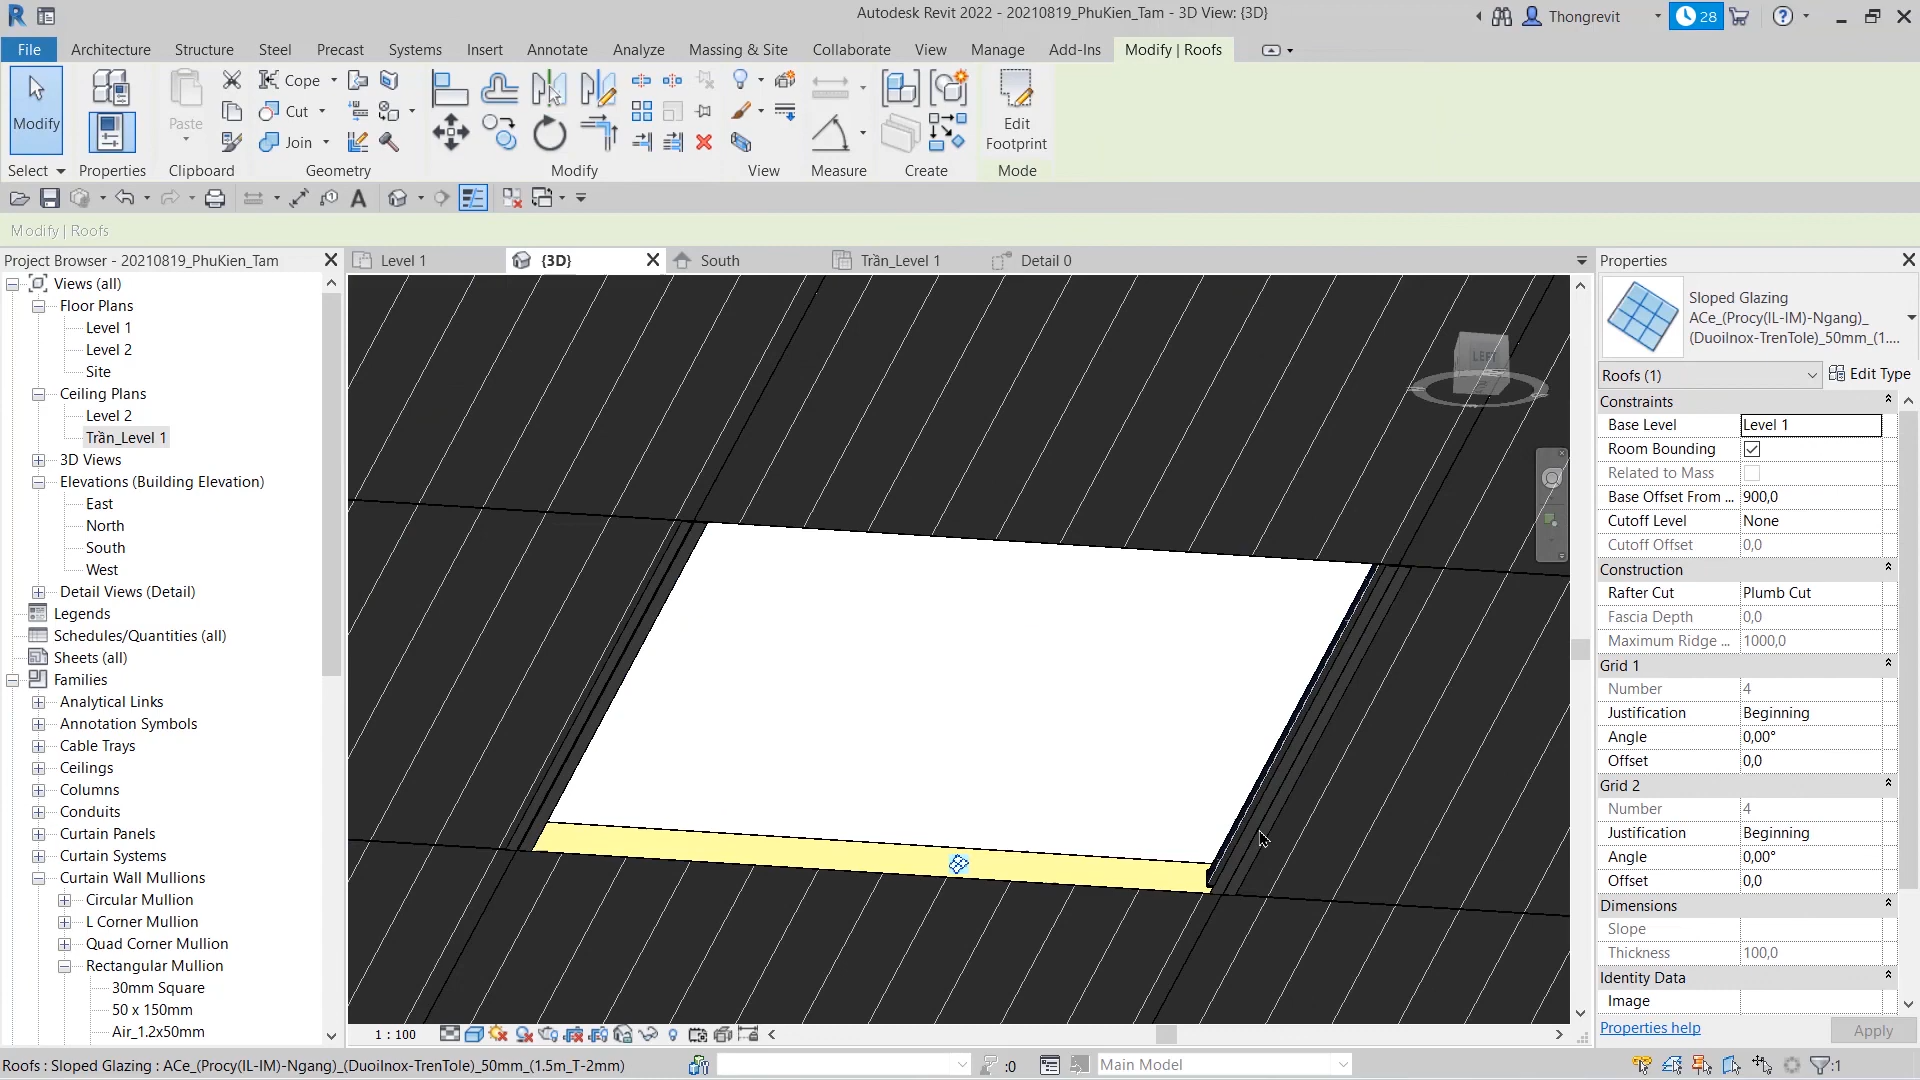 Autodesk Revit 2022 - 20210819_PhuKien_Tam - 3D View: {3D}
Thongrevit
28
File Architecture Structure Steel Precast Systems Insert Annotate Analyze Massing & Site Collaborate View Manage Add-Ins Modify | Roofs
Modify
Paste
Cope
Cut
Join
Edit
Footprint
Select Properties Clipboard Geometry Modify View Measure Create Mode
Modify | Roofs
Project Browser - 20210819_PhuKien_Tam
Level 1 {3D} South Trần_Level 1 Detail 0
Views (all)
Floor Plans
Level 1
Level 2
Site
Ceiling Plans
Level 2
Trần_Level 1
3D Views
Elevations (Building Elevation)
East
North
South
West
Detail Views (Detail)
Legends
Schedules/Quantities (all)
Sheets (all)
Families
Analytical Links
Annotation Symbols
Cable Trays
Ceilings
Columns
Conduits
Curtain Panels
Curtain Systems
Curtain Wall Mullions
Circular Mullion
L Corner Mullion
Quad Corner Mullion
Rectangular Mullion
30mm Square
50 x 150mm
Air_1.2x50mm
LEFT
1 : 100
Properties
Sloped Glazing
ACe_(Procy(IL-IM)-Ngang)_
(DuoiInox-TrenTole)_50mm_(1....
Roofs (1) Edit Type
Constraints
Base Level Level 1
Room Bounding
Related to Mass
Base Offset From ... 900,0
Cutoff Level None
Cutoff Offset 0,0
Construction
Rafter Cut Plumb Cut
Fascia Depth 0,0
Maximum Ridge ... 1000,0
Grid 1
Number 4
Justification Beginning
Angle 0,00°
Offset 0,0
Grid 2
Number 4
Justification Beginning
Angle 0,00°
Offset 0,0
Dimensions
Slope
Thickness 100,0
Identity Data
Image
Properties help Apply
Roofs : Sloped Glazing : ACe_(Procy(IL-IM)-Ngang)_(DuoiInox-TrenTole)_50mm_(1.5m_T-2mm)
:0
Main Model
:1